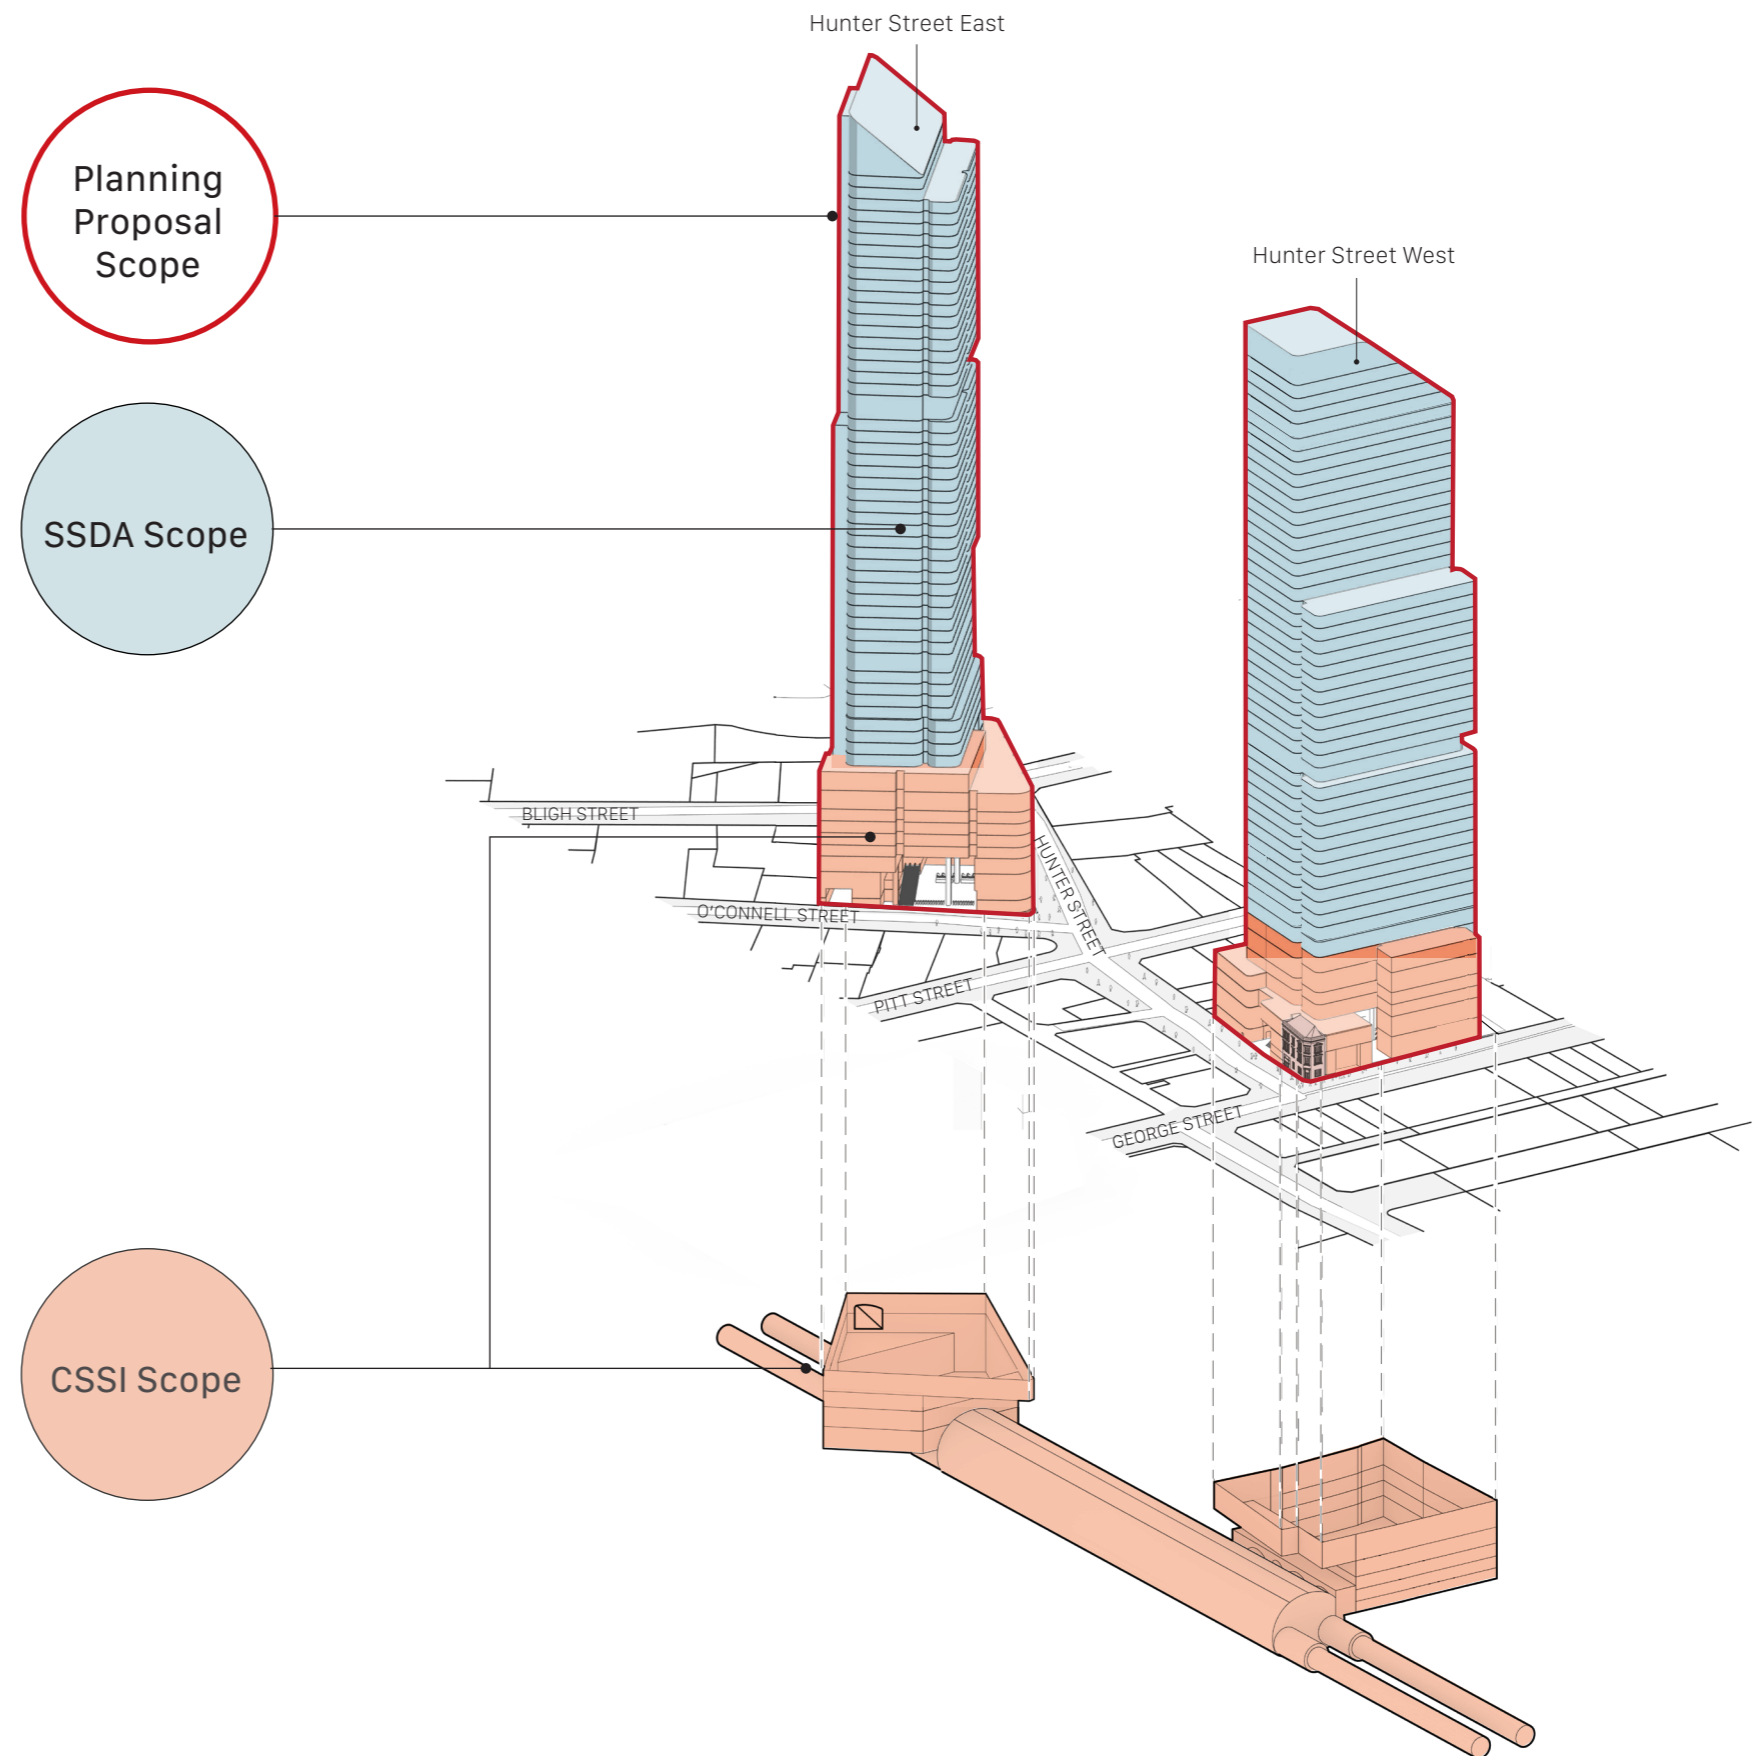 Hunter Street East
Planning
Proposal
Scope
Hunter Street West
SSDA Scope
BLIGH STREET
HUNTER STREET
O'CONNELL STREET
PITT STREET
GEORGE STREET
CSSI Scope